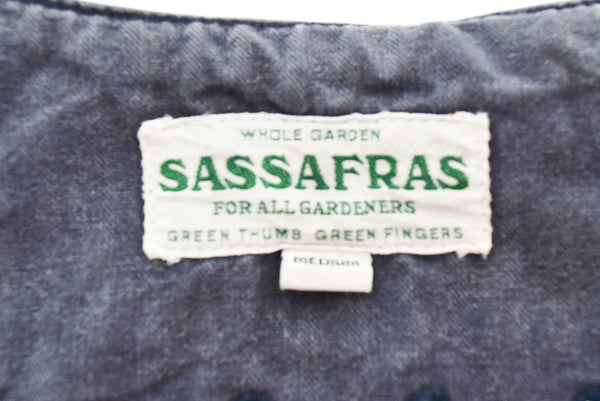 WHOLE GARDEN
SASSAFRAS
FOR ALL GARDENERS
GREEN THUMB GREEN FINGERS
MEDIUM